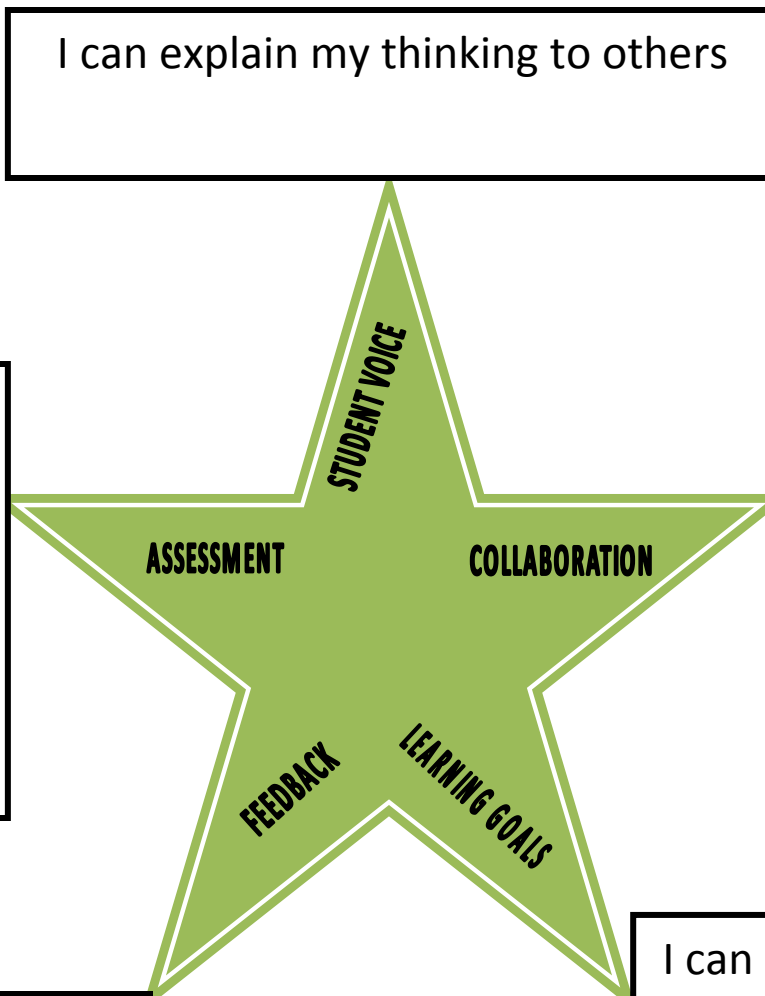 I can explain my thinking to others
STUDENT VOICE
ASSESSMENT
COLLABORATION
FEEDBACK
LEARNING GOALS
I can